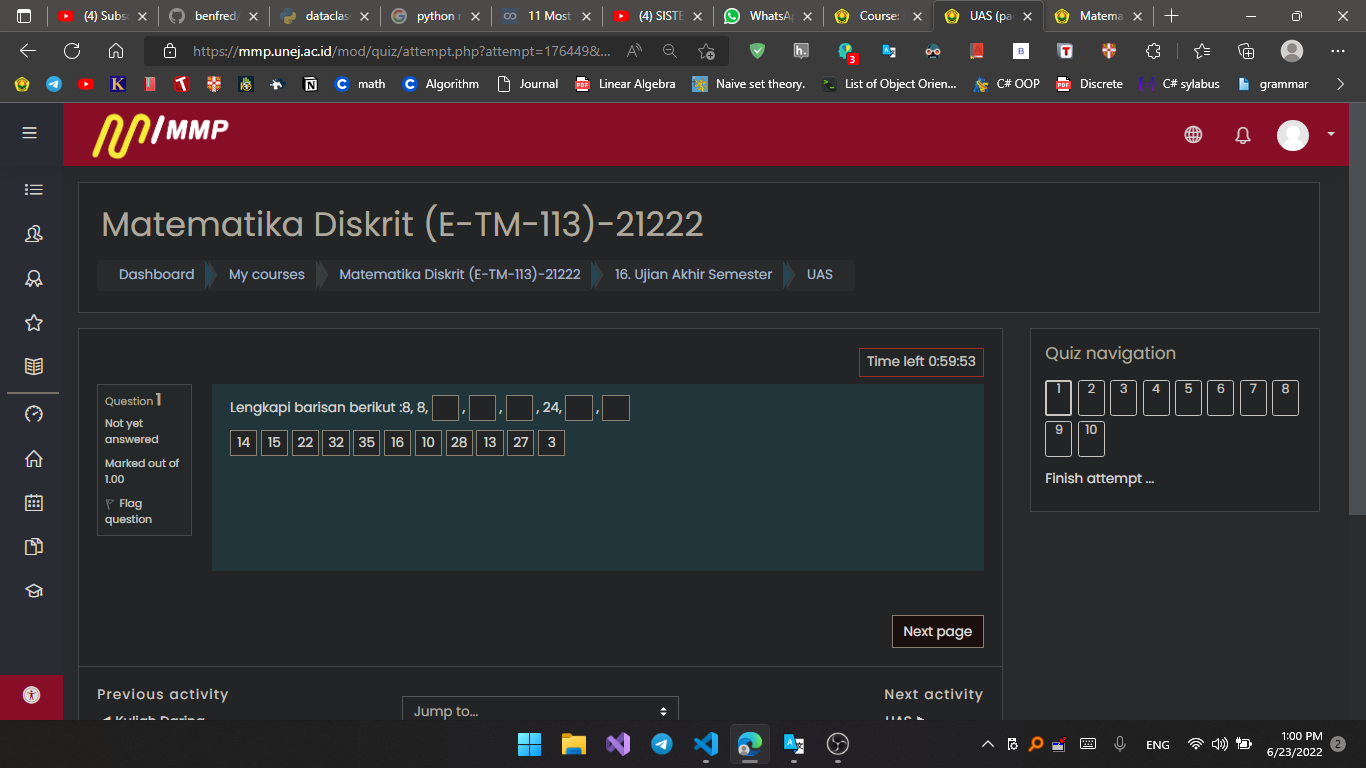 (4) Subsc
benfred/
dataclas
python r
11 Most
(4) SISTE
WhatsAp
Course:
UAS (pa
Matema
https://mmp.unej.ac.id/mod/quiz/attempt.php?attempt=176449&...
3
math
Algorithm
Journal
Linear Algebra
Naive set theory.
List of Object Orien...
C# OOP
Discrete
C# sylabus
grammar
MMP
Matematika Diskrit (E-TM-113)-21222
Dashboard
My courses
Matematika Diskrit (E-TM-113)-21222
16. Ujian Akhir Semester
UAS
Time left 0:59:53
Question 1
Not yet
answered
Marked out of
1.00
Flag
question
Lengkapi barisan berikut :8, 8, , , , 24, ,
14 15 22 32 35 16 10 28 13 27 3
Next page
Quiz navigation
1 2 3 4 5 6 7 8
9 10
Finish attempt ...
Previous activity
Jump to...
Next activity
ENG
1:00 PM
6/23/2022
2